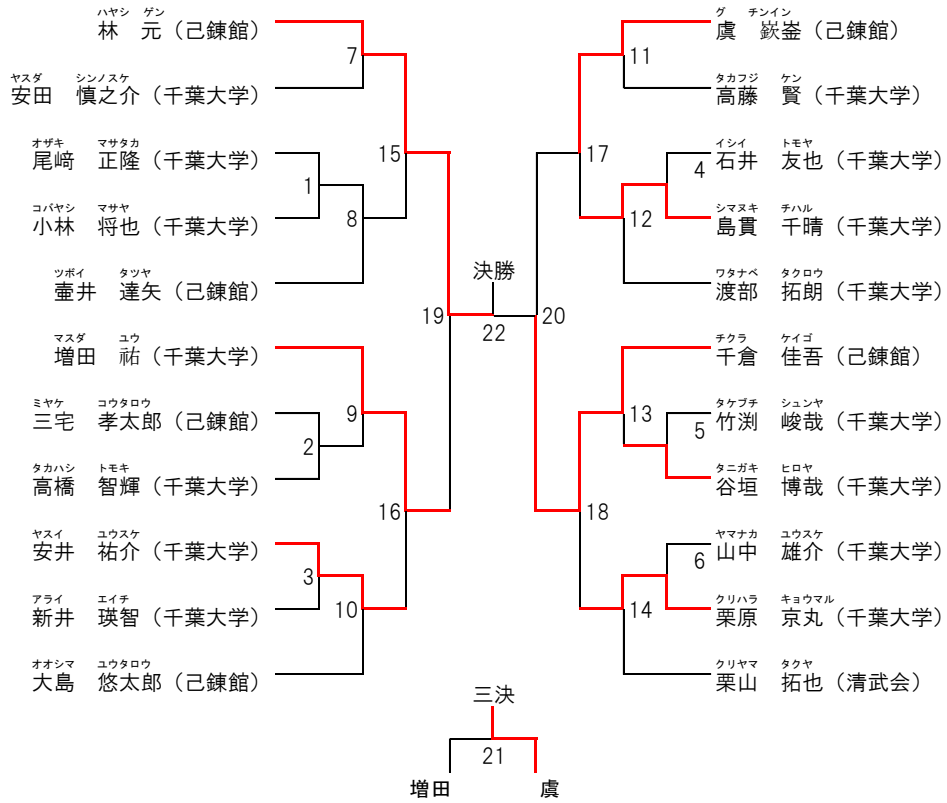 ハヤシ ゲン
林 元 (己錬館)
7
ヤスダ シンノスケ
安田 慎之介 (千葉大学)
オザキ マサタカ
尾﨑 正隆 (千葉大学)
15
1
コバヤシ マサヤ
小林 将也 (千葉大学)
8
ツボイ タツヤ
壷井 達矢 (己錬館)
19
マスダ ユウ
増田 祐 (千葉大学)
ミヤケ コウタロウ
三宅 孝太郎 (己錬館)
9
2
タカハシ トモキ
高橋 智輝 (千葉大学)
16
ヤスイ ユウスケ
安井 祐介 (千葉大学)
3
アライ エイチ
新井 瑛智 (千葉大学)
10
オオシマ ユウタロウ
大島 悠太郎 (己錬館)
決勝
22
グ チンイン
虞 嶔崟 (己錬館)
11
タカフジ ケン
高藤 賢 (千葉大学)
17
イシイ トモヤ
石井 友也 (千葉大学)
4
シマヌキ チハル
島貫 千晴 (千葉大学)
12
ワタナベ タクロウ
渡部 拓朗 (千葉大学)
20
チクラ ケイゴ
千倉 佳吾 (己錬館)
13
タケブチ シュンヤ
竹渕 峻哉 (千葉大学)
5
タニガキ ヒロヤ
谷垣 博哉 (千葉大学)
18
ヤマナカ ユウスケ
山中 雄介 (千葉大学)
6
クリハラ キョウマル
栗原 京丸 (千葉大学)
14
クリヤマ タクヤ
栗山 拓也 (清武会)
三決
21
増田 虞